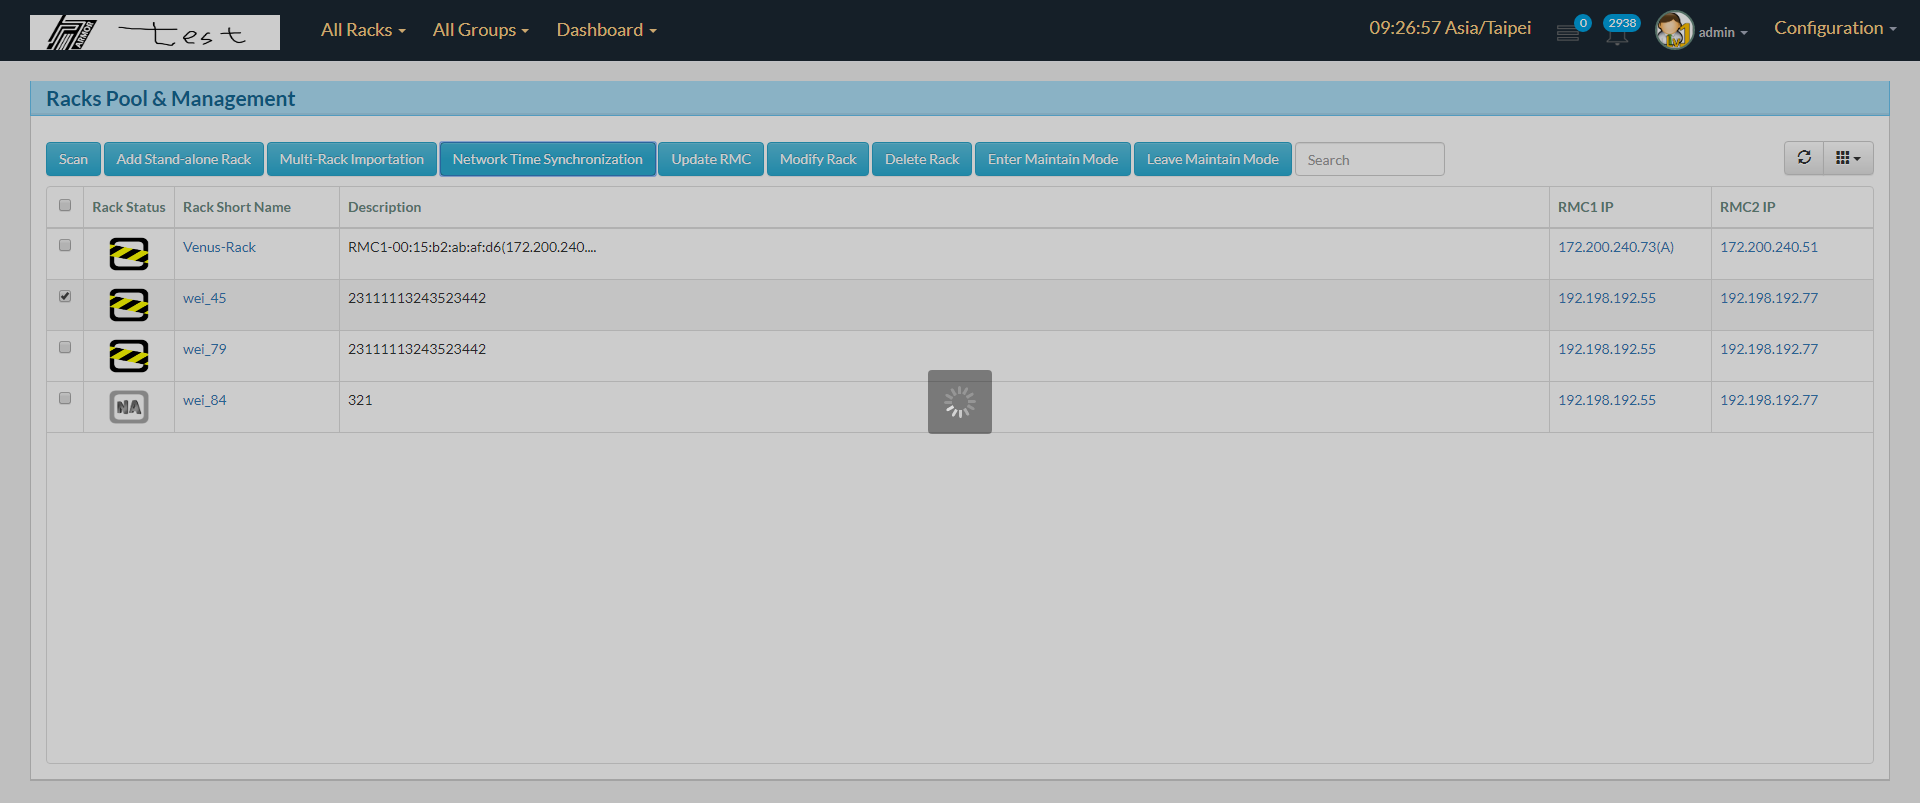 ARMOR test All Racks All Groups Dashboard 09:26:57 Asia/Taipei 0 2938 admin Configuration
Racks Pool & Management
Scan Add Stand-alone Rack Multi-Rack Importation Network Time Synchronization Update RMC Modify Rack Delete Rack Enter Maintain Mode Leave Maintain Mode Search
Rack Status Rack Short Name Description RMC1 IP RMC2 IP
Venus-Rack RMC1-00:15:b2:ab:af:d6(172.200.240.... 172.200.240.73(A) 172.200.240.51
wei_45 23111113243523442 192.198.192.55 192.198.192.77
wei_79 23111113243523442 192.198.192.55 192.198.192.77
NA wei_84 321 192.198.192.55 192.198.192.77